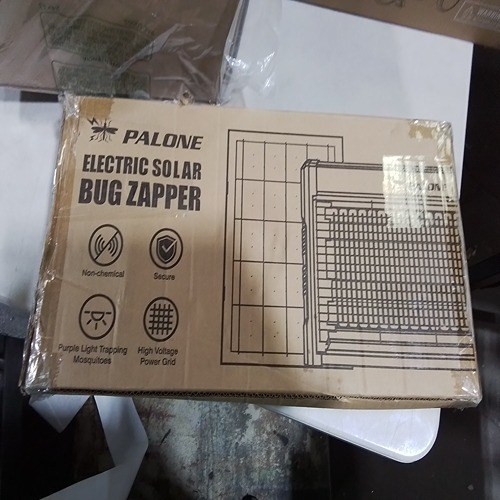 PALONE
ELECTRIC SOLAR
BUG ZAPPER
PALONE
Non-chemical
Secure
Purple Light Trapping
Mosquitoes
High Voltage
Power Grid